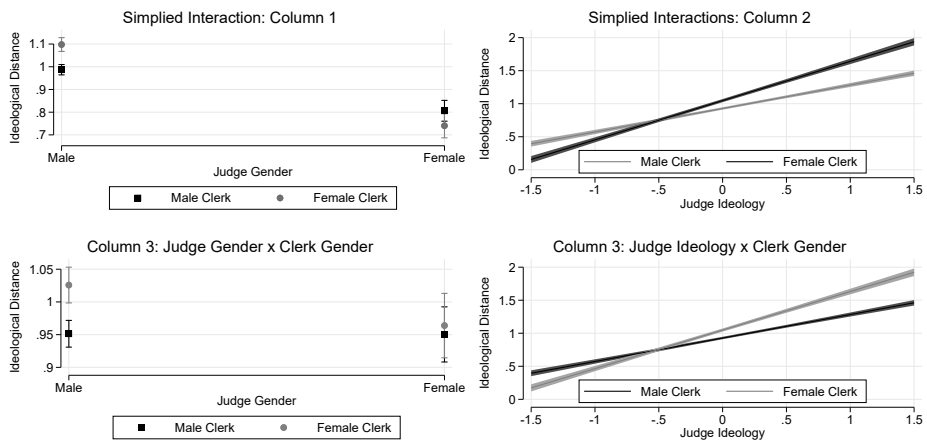 Simplied Interaction: Column 1
Ideological Distance
1.1
1
.9
.8
.7
Male
Female
Judge Gender
Male Clerk
Female Clerk
Simplied Interactions: Column 2
Ideological Distance
2
1.5
1
.5
0
Male Clerk
Female Clerk
-1.5 -1 -.5 0 .5 1 1.5
Judge Ideology
Column 3: Judge Gender x Clerk Gender
Ideological Distance
1.05
1
.95
.9
Male
Female
Judge Gender
Male Clerk
Female Clerk
Column 3: Judge Ideology x Clerk Gender
Ideological Distance
2
1.5
1
.5
0
Male Clerk
Female Clerk
-1.5 -1 -.5 0 .5 1 1.5
Judge Ideology